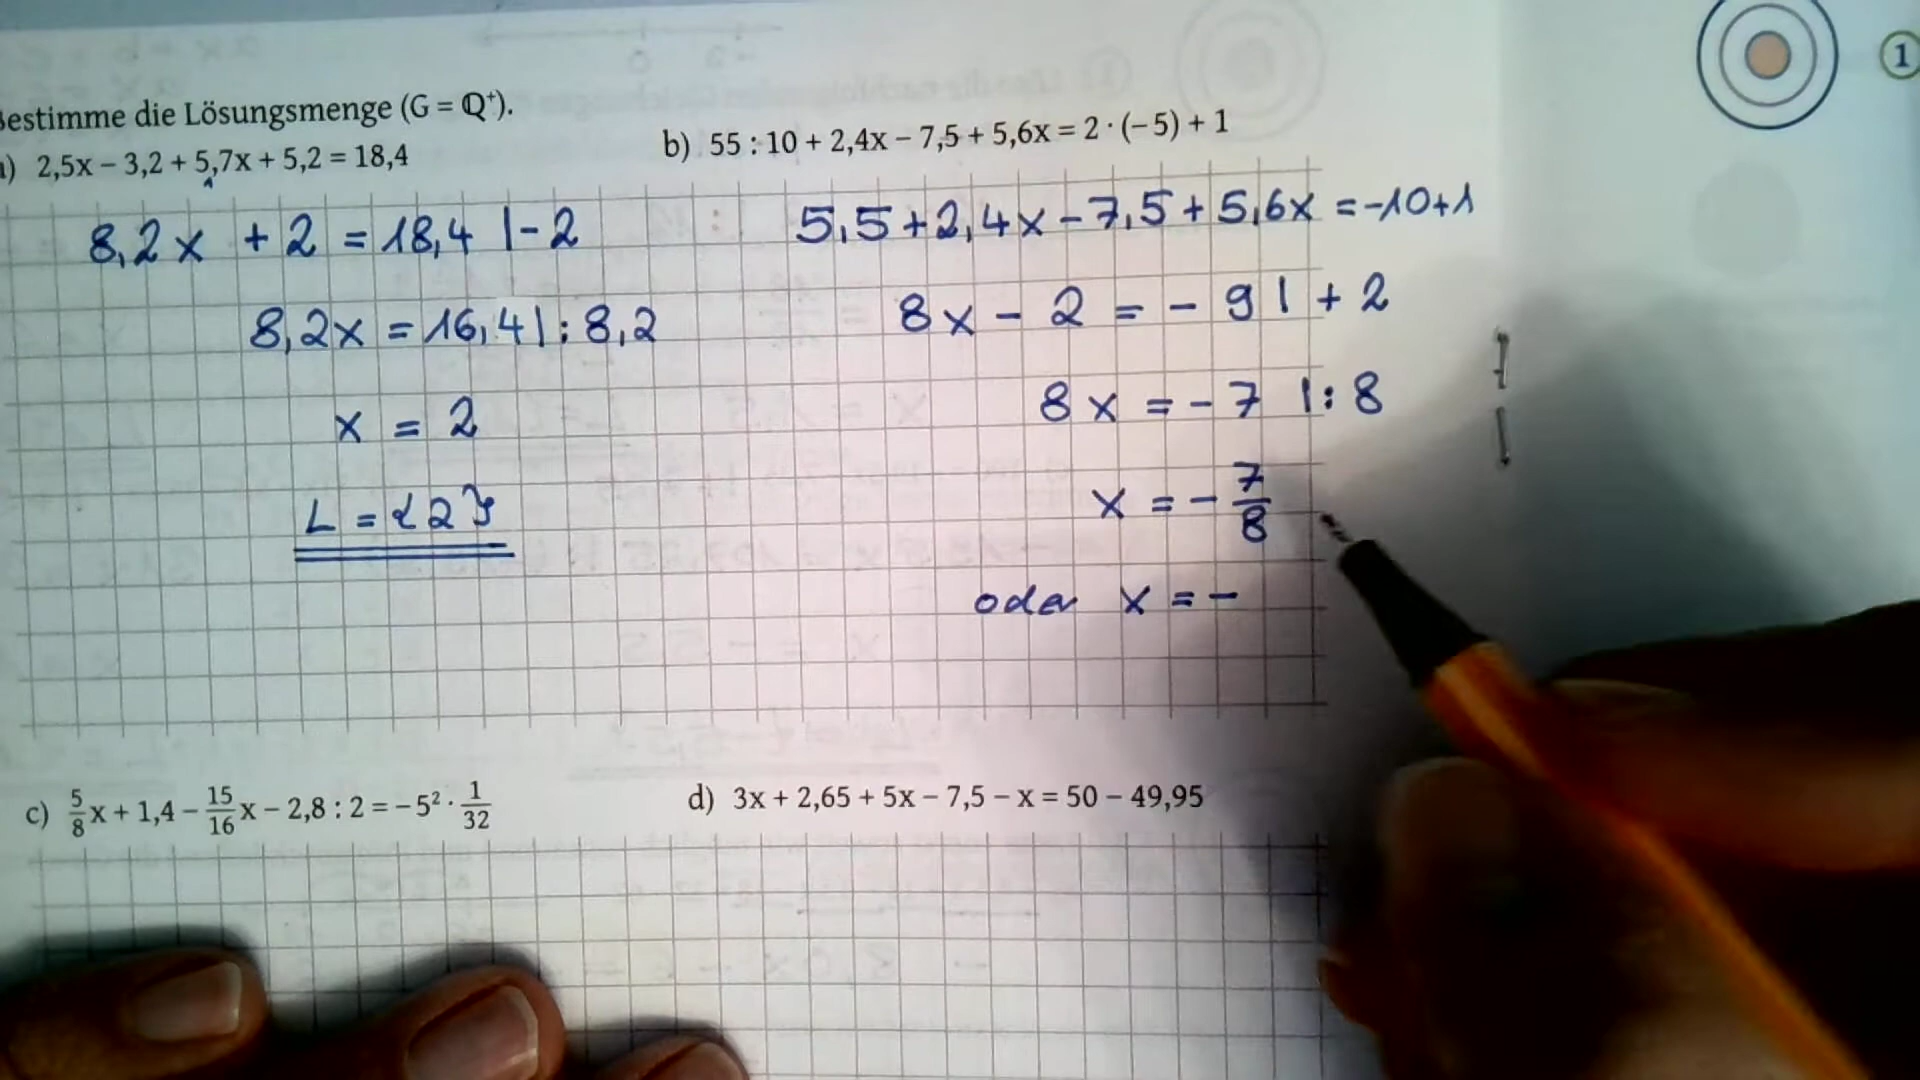 Bestimme die Lösungsmenge (G = ℚ⁺).
a) 2,5x – 3,2 + 5,7x + 5,2 = 18,4
8,2x + 2 = 18,4 |-2
8,2x = 16,4 |: 8,2
x = 2
L = {2}
b) 55 : 10 + 2,4x – 7,5 + 5,6x = 2 · (– 5) + 1
5,5 + 2,4x - 7,5 + 5,6x = -10+1
8x - 2 = - 9 | + 2
8x = - 7 |: 8
x = - 7/8
oder x = -
c) 5/8 x + 1,4 – 15/16 x – 2,8 : 2 = – 5² · 1/32
d) 3x + 2,65 + 5x – 7,5 – x = 50 – 49,95
1